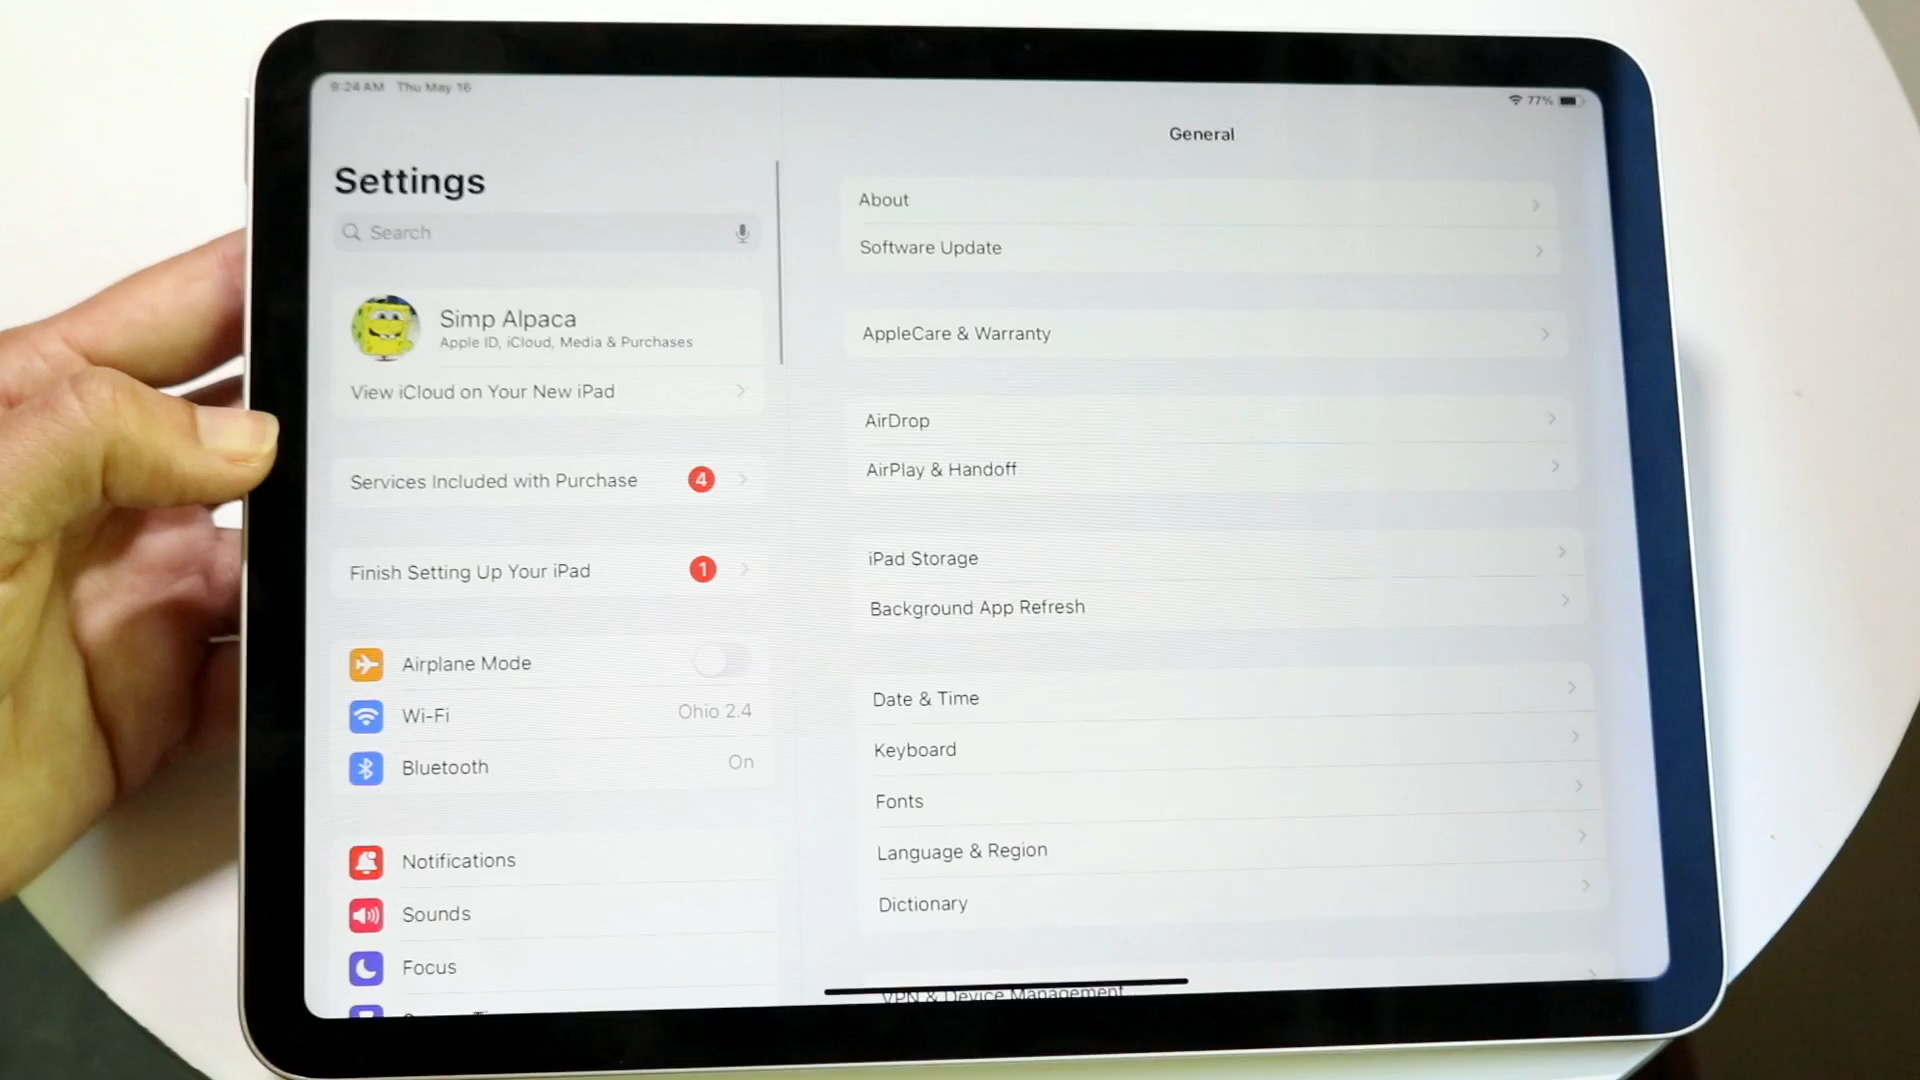 9:24 AM Thu May 16
77%
Settings
Search
Simp Alpaca
Apple ID, iCloud, Media & Purchases
View iCloud on Your New iPad
Services Included with Purchase 4
Finish Setting Up Your iPad 1
Airplane Mode
Wi-Fi Ohio 2.4
Bluetooth On
Notifications
Sounds
Focus
General
About
Software Update
AppleCare & Warranty
AirDrop
AirPlay & Handoff
iPad Storage
Background App Refresh
Date & Time
Keyboard
Fonts
Language & Region
Dictionary
VPN & Device Management